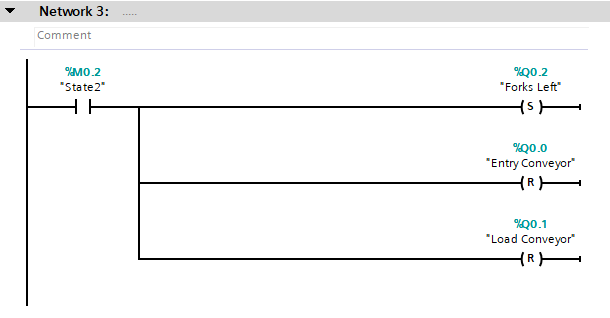 Network 3: .....
Comment
%M0.2 %Q0.2
"State2" "Forks Left"
S
%Q0.0
"Entry Conveyor"
R
%Q0.1
"Load Conveyor"
R